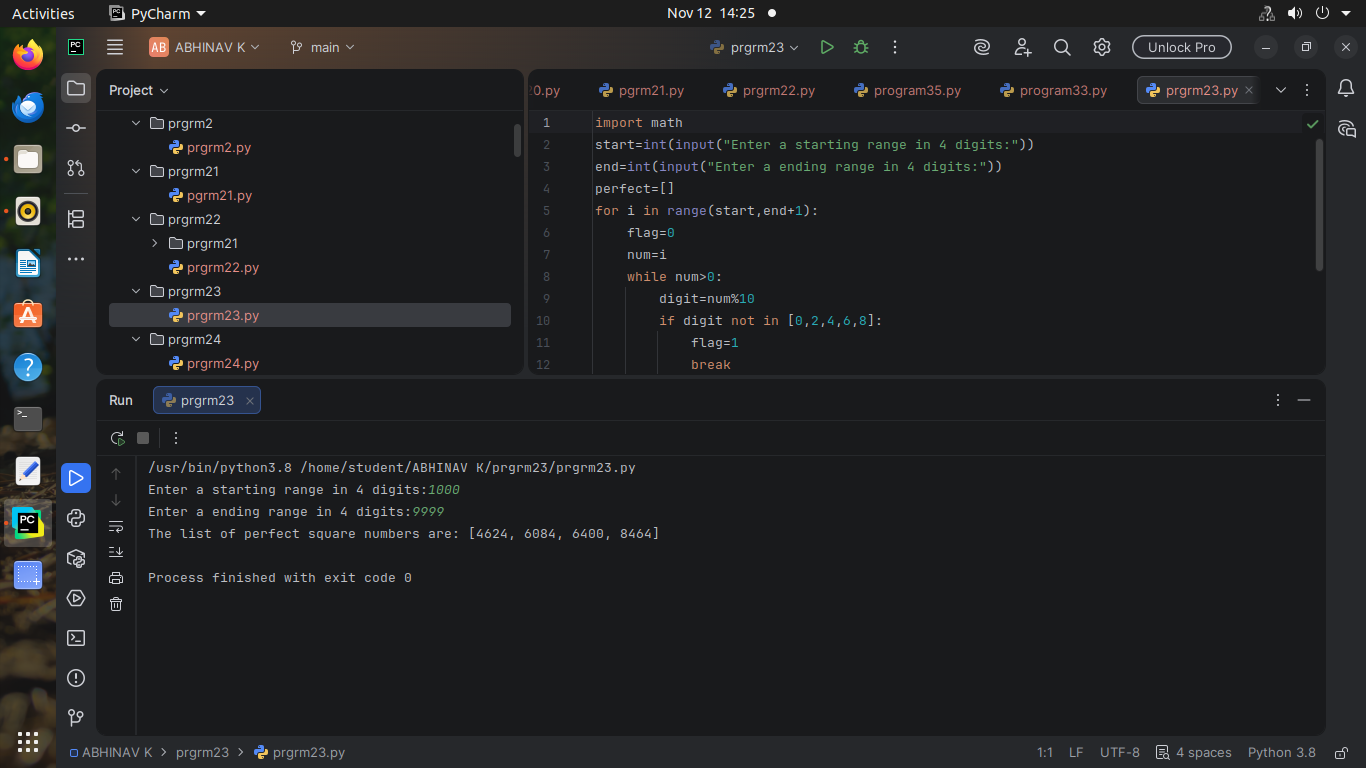 Activities PyCharm Nov 12 14:25
PC AB ABHINAV K main prgrm23 Unlock Pro
Project
0.py pgrm21.py prgrm22.py program35.py program33.py prgrm23.py
prgrm2
prgrm2.py
prgrm21
pgrm21.py
prgrm22
prgrm21
prgrm22.py
prgrm23
prgrm23.py
prgrm24
prgrm24.py
1 import math
2 start=int(input("Enter a starting range in 4 digits:"))
3 end=int(input("Enter a ending range in 4 digits:"))
4 perfect=[]
5 for i in range(start,end+1):
6 flag=0
7 num=i
8 while num>0:
9 digit=num%10
10 if digit not in [0,2,4,6,8]:
11 flag=1
12 break
Run prgrm23
/usr/bin/python3.8 /home/student/ABHINAV K/prgrm23/prgrm23.py
Enter a starting range in 4 digits:1000
Enter a ending range in 4 digits:9999
The list of perfect square numbers are: [4624, 6084, 6400, 8464]
Process finished with exit code 0
PC
ABHINAV K > prgrm23 > prgrm23.py 1:1 LF UTF-8 4 spaces Python 3.8